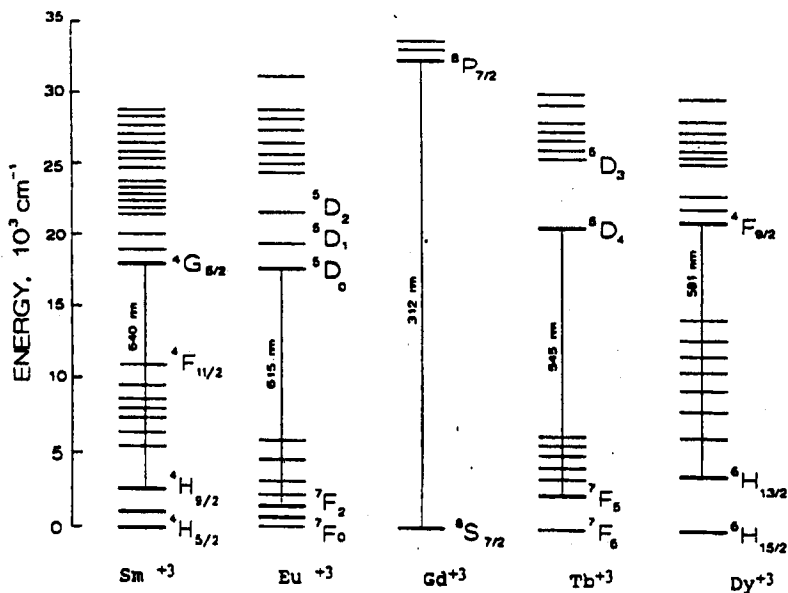 ENERGY, 10³ cm⁻¹
35
30
25
20
15
10
5
0
⁴G₅/₂
640 nm
⁴F₁₁/₂
⁴H₉/₂
⁴H₅/₂
Sm +3
⁵D₂
⁵D₁
⁵D₀
615 nm
⁷F₂
⁷F₀
Eu +3
⁶P₇/₂
312 nm
⁸S₇/₂
Gd+3
⁵D₃
⁵D₄
545 nm
⁷F₅
⁷F₆
Tb+3
⁴F₉/₂
581 nm
⁶H₁₃/₂
⁶H₁₅/₂
Dy+3